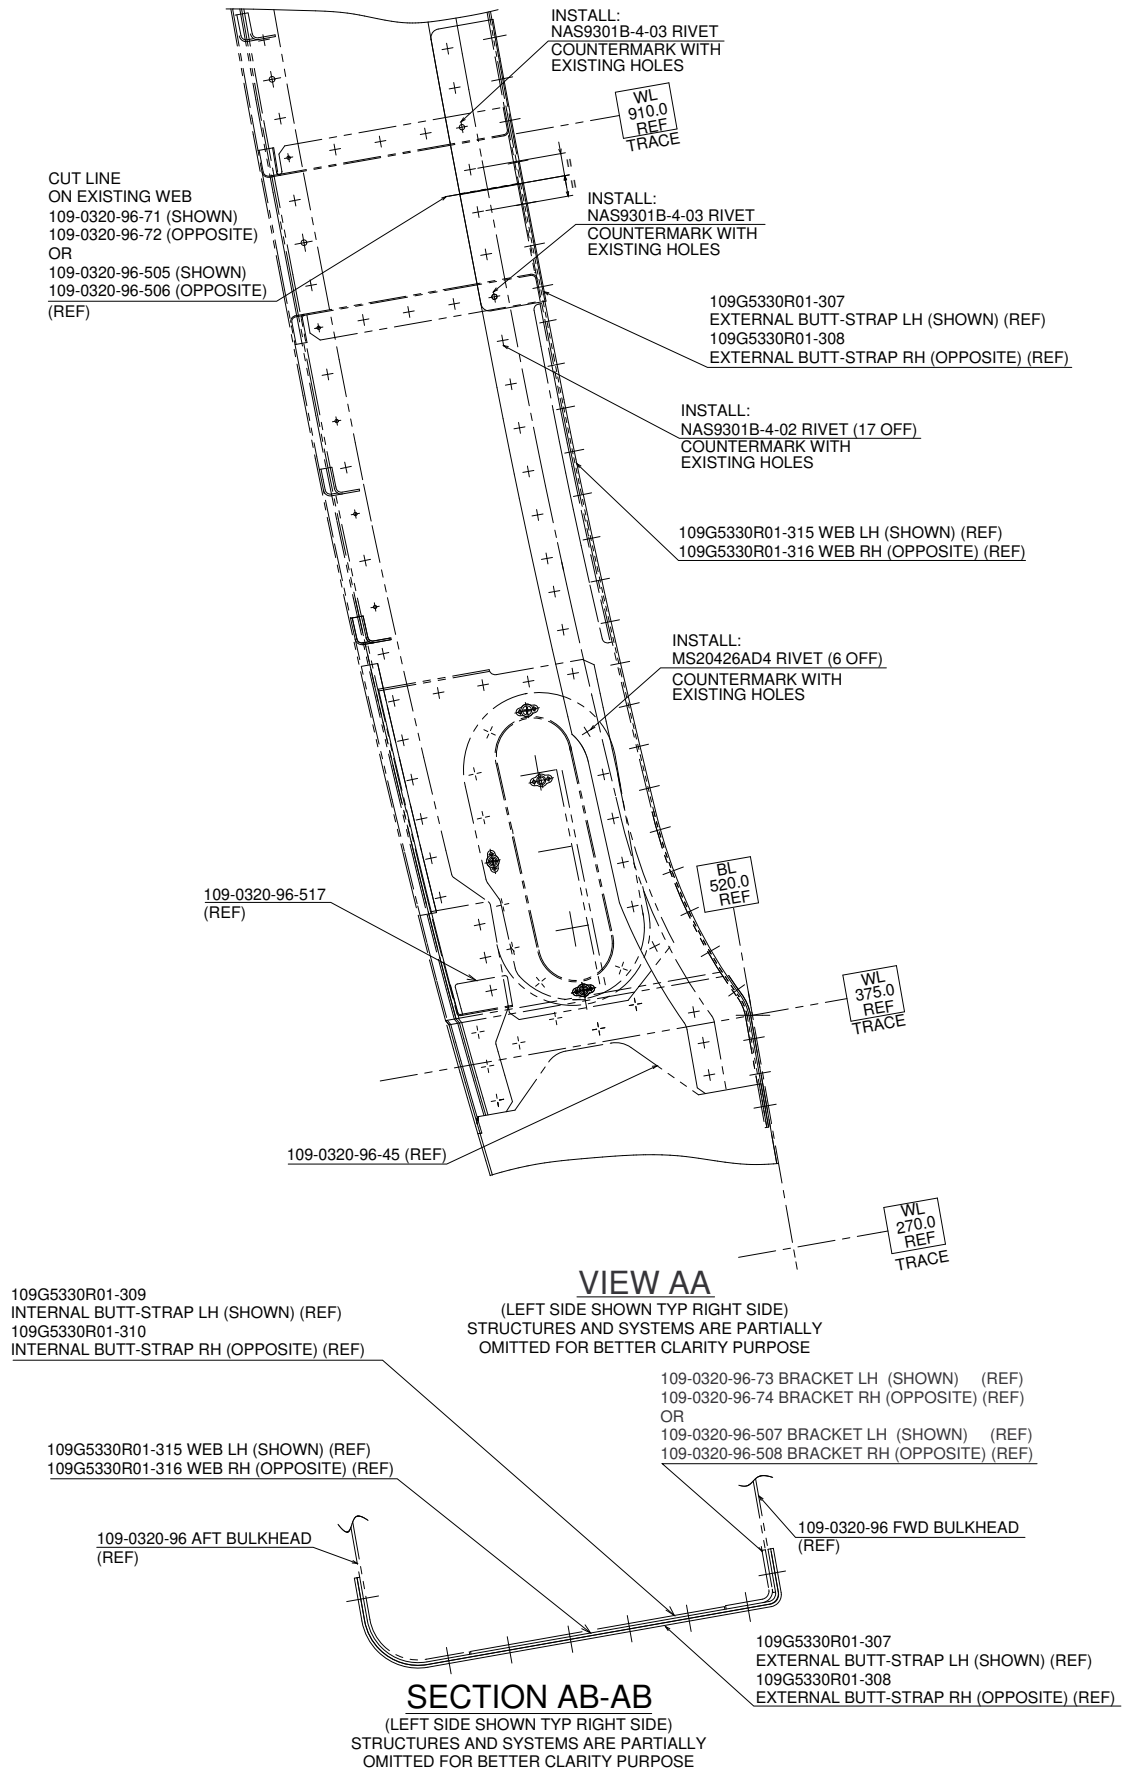 INSTALL:
NAS9301B-4-03 RIVET
COUNTERMARK WITH
EXISTING HOLES
WL
910.0
REF
TRACE
CUT LINE
ON EXISTING WEB
109-0320-96-71 (SHOWN)
109-0320-96-72 (OPPOSITE)
OR
109-0320-96-505 (SHOWN)
109-0320-96-506 (OPPOSITE)
(REF)
INSTALL:
NAS9301B-4-03 RIVET
COUNTERMARK WITH
EXISTING HOLES
109G5330R01-307
EXTERNAL BUTT-STRAP LH (SHOWN) (REF)
109G5330R01-308
EXTERNAL BUTT-STRAP RH (OPPOSITE) (REF)
INSTALL:
NAS9301B-4-02 RIVET (17 OFF)
COUNTERMARK WITH
EXISTING HOLES
109G5330R01-315 WEB LH (SHOWN) (REF)
109G5330R01-316 WEB RH (OPPOSITE) (REF)
INSTALL:
MS20426AD4 RIVET (6 OFF)
COUNTERMARK WITH
EXISTING HOLES
BL
520.0
REF
109-0320-96-517
(REF)
WL
375.0
REF
TRACE
109-0320-96-45 (REF)
WL
270.0
REF
TRACE
VIEW AA
(LEFT SIDE SHOWN TYP RIGHT SIDE)
STRUCTURES AND SYSTEMS ARE PARTIALLY
OMITTED FOR BETTER CLARITY PURPOSE
109G5330R01-309
INTERNAL BUTT-STRAP LH (SHOWN) (REF)
109G5330R01-310
INTERNAL BUTT-STRAP RH (OPPOSITE) (REF)
109-0320-96-73 BRACKET LH (SHOWN) (REF)
109-0320-96-74 BRACKET RH (OPPOSITE) (REF)
OR
109-0320-96-507 BRACKET LH (SHOWN) (REF)
109-0320-96-508 BRACKET RH (OPPOSITE) (REF)
109G5330R01-315 WEB LH (SHOWN) (REF)
109G5330R01-316 WEB RH (OPPOSITE) (REF)
109-0320-96 AFT BULKHEAD
(REF)
109-0320-96 FWD BULKHEAD
(REF)
109G5330R01-307
EXTERNAL BUTT-STRAP LH (SHOWN) (REF)
109G5330R01-308
EXTERNAL BUTT-STRAP RH (OPPOSITE) (REF)
SECTION AB-AB
(LEFT SIDE SHOWN TYP RIGHT SIDE)
STRUCTURES AND SYSTEMS ARE PARTIALLY
OMITTED FOR BETTER CLARITY PURPOSE